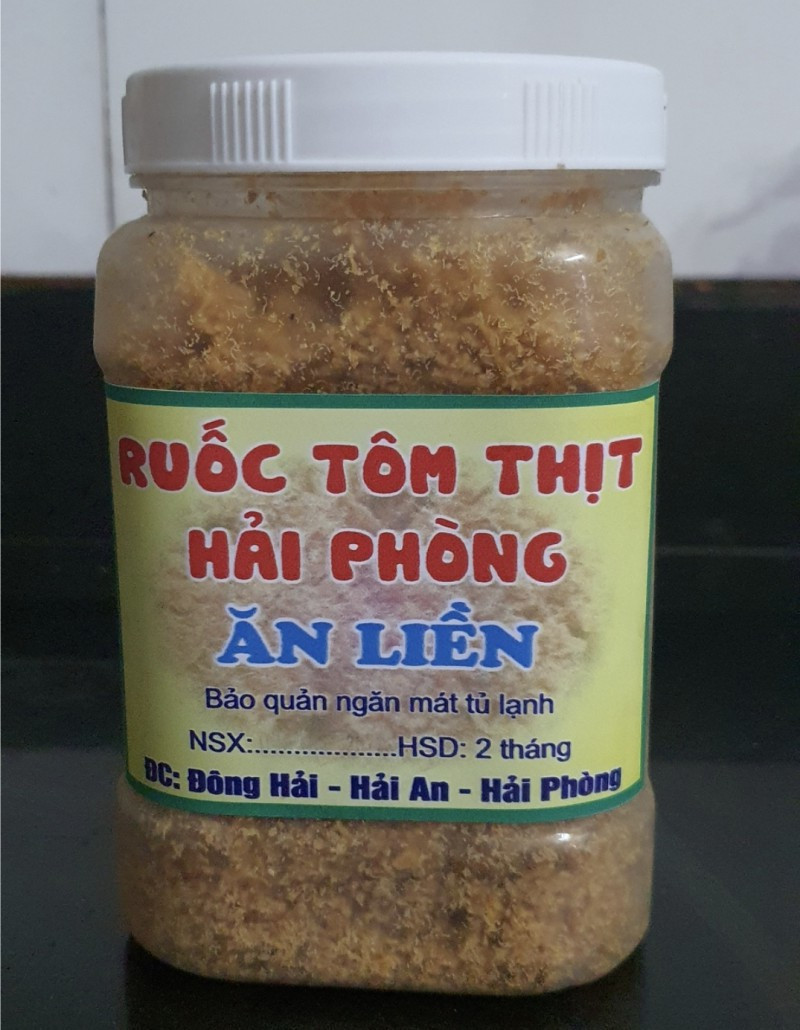 RUỐC TÔM THỊT
HẢI PHÒNG
ĂN LIỀN
Bảo quản ngăn mát tủ lạnh
NSX:...................HSD: 2 tháng
ĐC: Đông Hải - Hải An - Hải Phòng